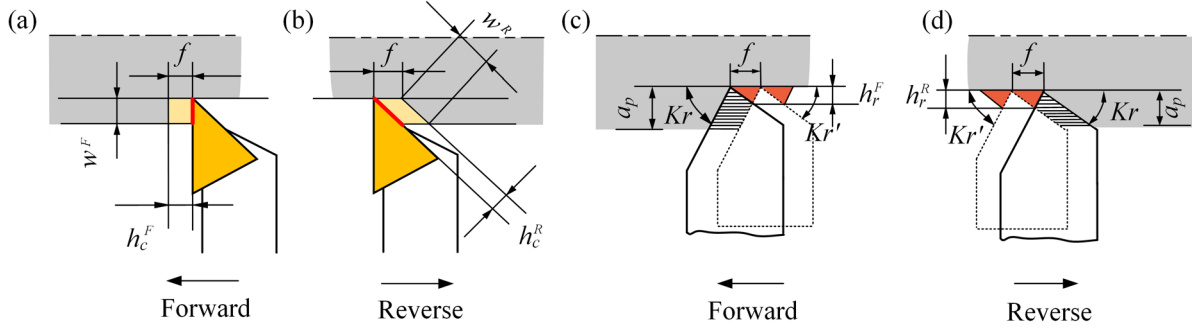 (a)
f
w^F
h_c^F
Forward
(b)
f
w_R
h_c^R
Reverse
(c)
f
a_p
Kr
h_r^F
Kr'
Forward
(d)
f
h_r^R
Kr'
Kr
a_p
Reverse